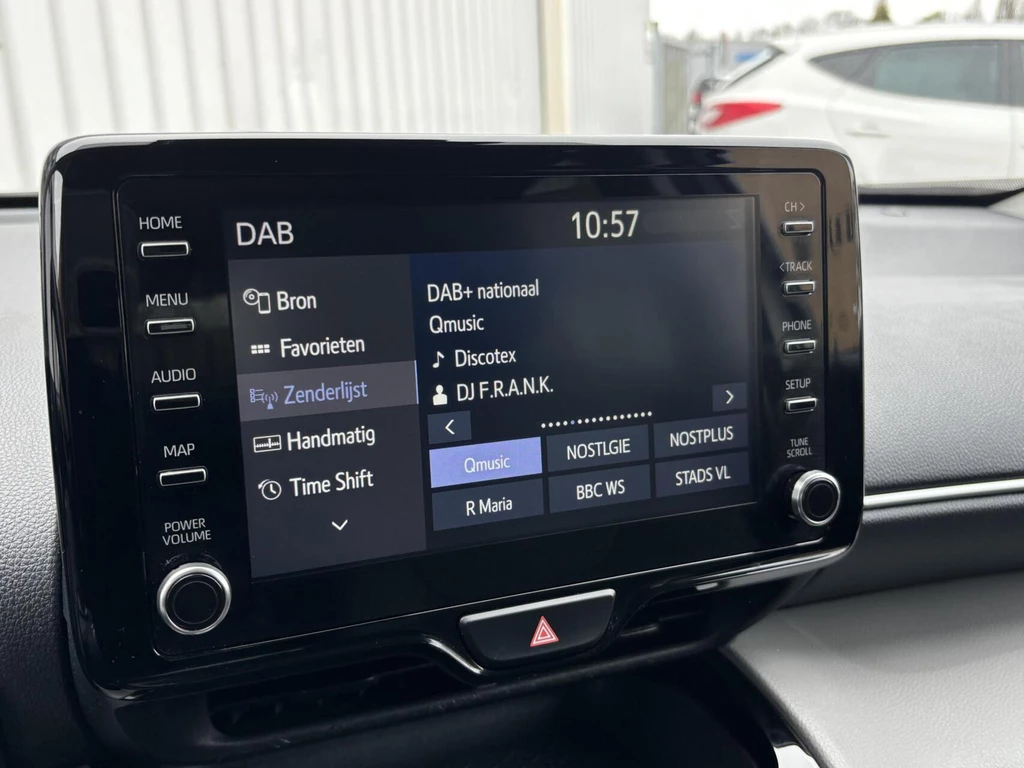 HOME
MENU
AUDIO
MAP
POWER
VOLUME
DAB
10:57
Bron
Favorieten
Zenderlijst
Handmatig
Time Shift
DAB+ nationaal
Qmusic
Discotex
DJ F.R.A.N.K.
Qmusic NOSTLGIE NOSTPLUS
R Maria BBC WS STADS VL
CH >
< TRACK
PHONE
SETUP
TUNE
SCROLL